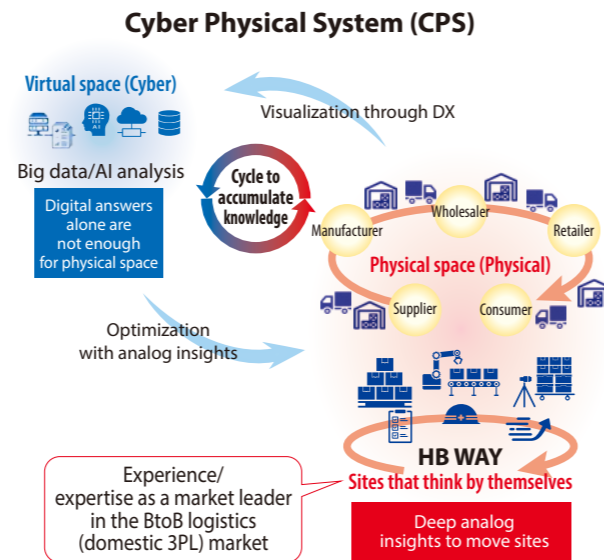 Cyber Physical System (CPS)
Virtual space (Cyber)
AI
Big data/AI analysis
Digital answers
alone are
not enough
for physical space
Visualization through DX
Cycle to
accumulate
knowledge
Manufacturer
Wholesaler
Retailer
Physical space (Physical)
Supplier
Consumer
Optimization
with analog insights
HB WAY
Sites that think by themselves
Experience/
expertise as a market leader
in the BtoB logistics
(domestic 3PL) market
Deep analog
insights to move sites